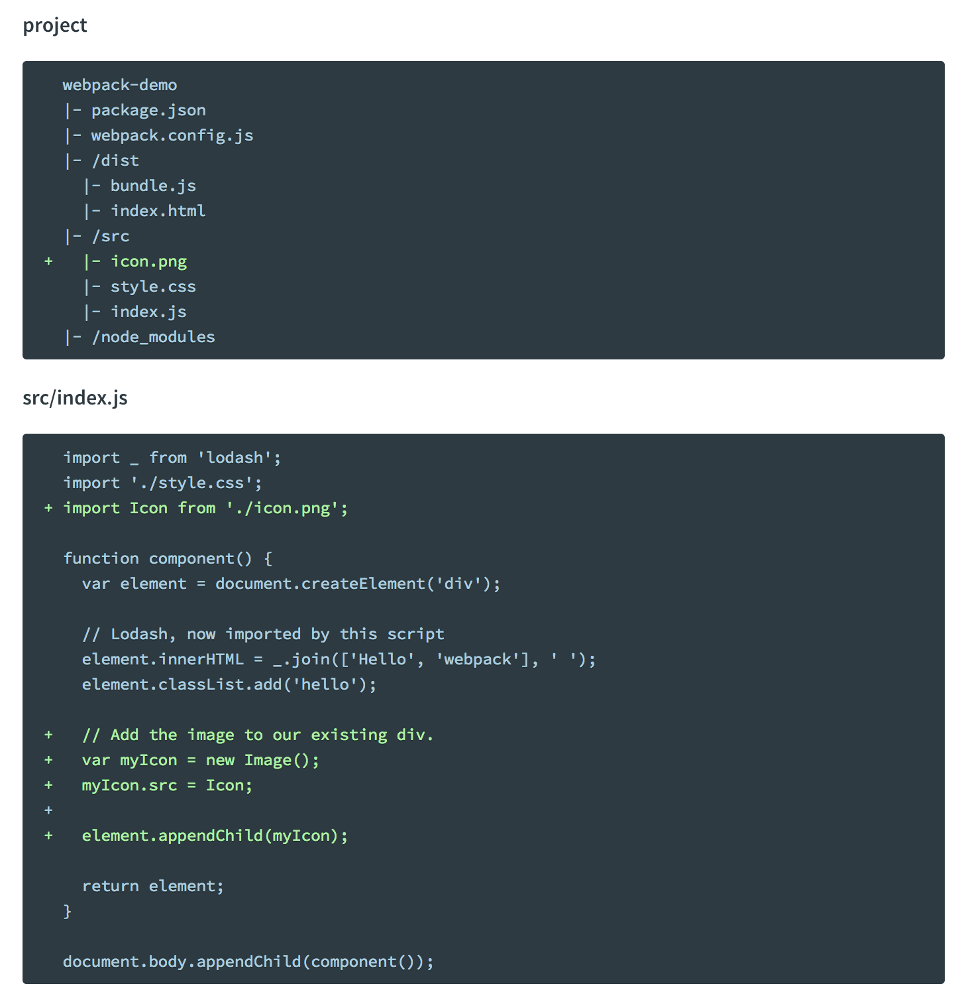 project
webpack-demo
|- package.json
|- webpack.config.js
|- /dist
  |- bundle.js
  |- index.html
|- /src
+   |- icon.png
  |- style.css
  |- index.js
|- /node_modules
src/index.js
import _ from 'lodash';
import './style.css';
+ import Icon from './icon.png';
function component() {
  var element = document.createElement('div');
  // Lodash, now imported by this script
  element.innerHTML = _.join(['Hello', 'webpack'], ' ');
  element.classList.add('hello');
+   // Add the image to our existing div.
+   var myIcon = new Image();
+   myIcon.src = Icon;
+
+   element.appendChild(myIcon);
  return element;
}
document.body.appendChild(component());